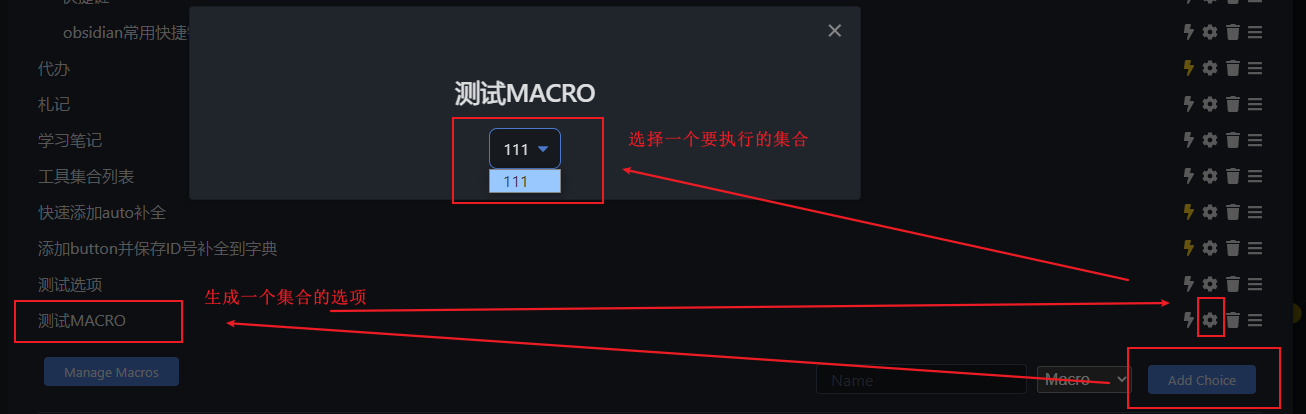 快捷键
obsidian常用快捷
代办
札记
学习笔记
工具集合列表
快速添加auto补全
添加button并保存ID号补全到字典
测试选项
测试MACRO
测试MACRO
111
111
选择一个要执行的集合
生成一个集合的选项
Manage Macros
Name
Macro
Add Choice